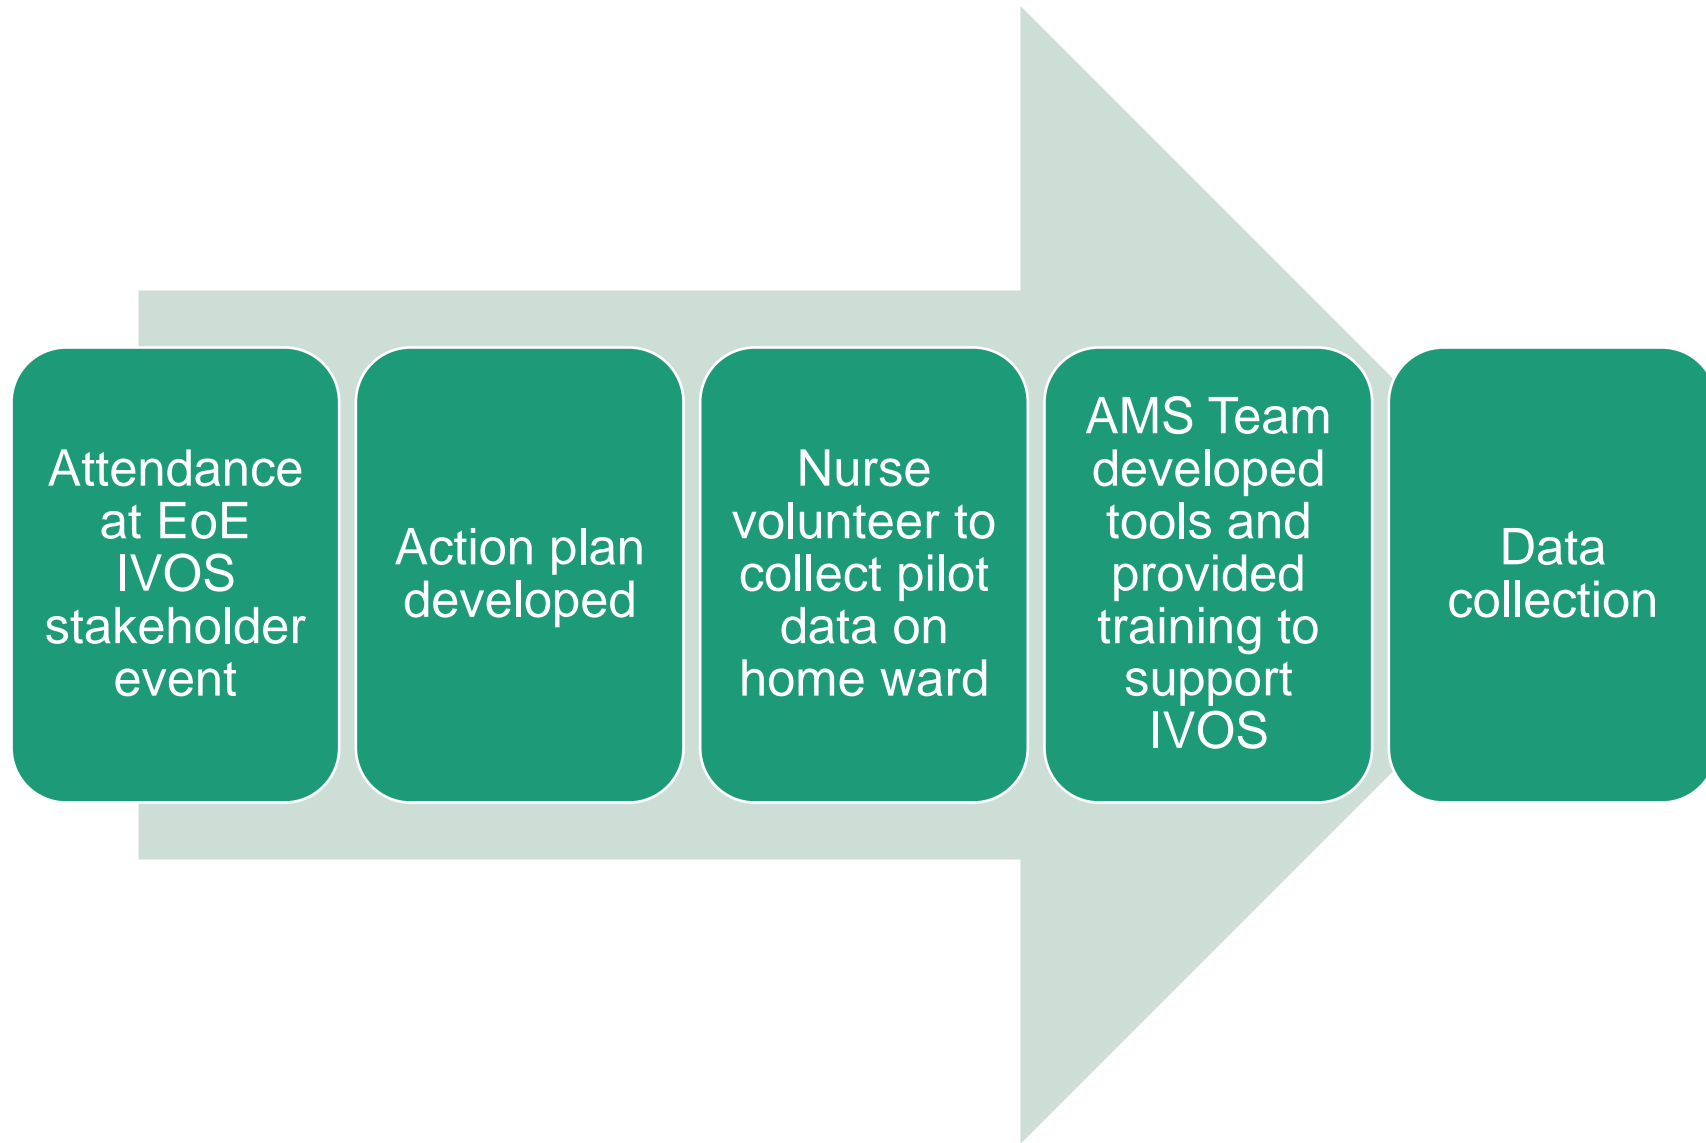 Attendance
at EoE
IVOS
stakeholder
event
Action plan
developed
Nurse
volunteer to
collect pilot
data on
home ward
AMS Team
developed
tools and
provided
training to
support
IVOS
Data
collection